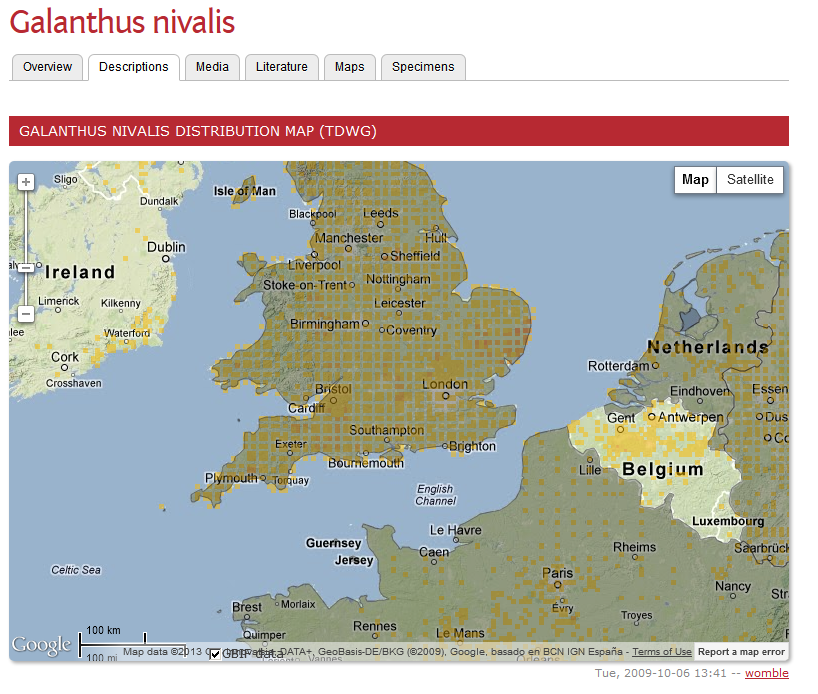 Galanthus nivalis
Overview
Descriptions
Media
Literature
Maps
Specimens
GALANTHUS NIVALIS DISTRIBUTION MAP (TDWG)
Map
Satellite
Sligo
Isle of Man
Dundalk
Blackpool
Leeds
Manchester
Hull
Dublin
Sheffield
Liverpool
Ireland
Nottingham
Stoke-on-Trent
Limerick
Kilkenny
Leicester
Birmingham
Coventry
Waterford
Netherlands
Cork
Rotterdam
Crosshaven
Bristol
London
Eindhoven
Essen
Cardiff
Gent
Antwerpen
Southampton
Exeter
Brighton
Bournemouth
Lille
Belgium
Plymouth
Torquay
English
Channel
Luxembourg
Le Havre
Guernsey
Caen
Rheims
Saarbrück
Jersey
Celtic Sea
Paris
Nancy
Évry
Brest
Morlaix
Troyes
Rennes
Quimper
Le Mans
100 km
100 mi
Google
Map data ©2013
DATA+, GeoBasis-DE/BKG (©2009), Google, basado en BCN IGN España - Terms of Use
Report a map error
GBIF data
Tue, 2009-10-06 13:41 -- womble